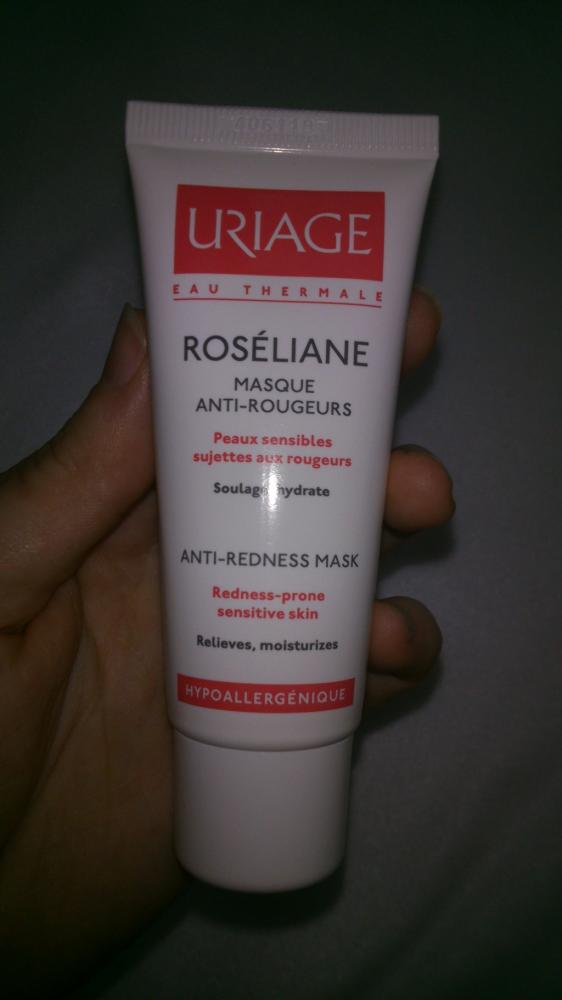 URIAGE
EAU THERMALE
ROSÉLIANE
MASQUE
ANTI-ROUGEURS
Peaux sensibles
sujettes aux rougeurs
hydrate
ANTI-REDNESS MASK
Redness-prone
sensitive skin
Relieves, moisturizes
HYPOALLERGÉNIQUE